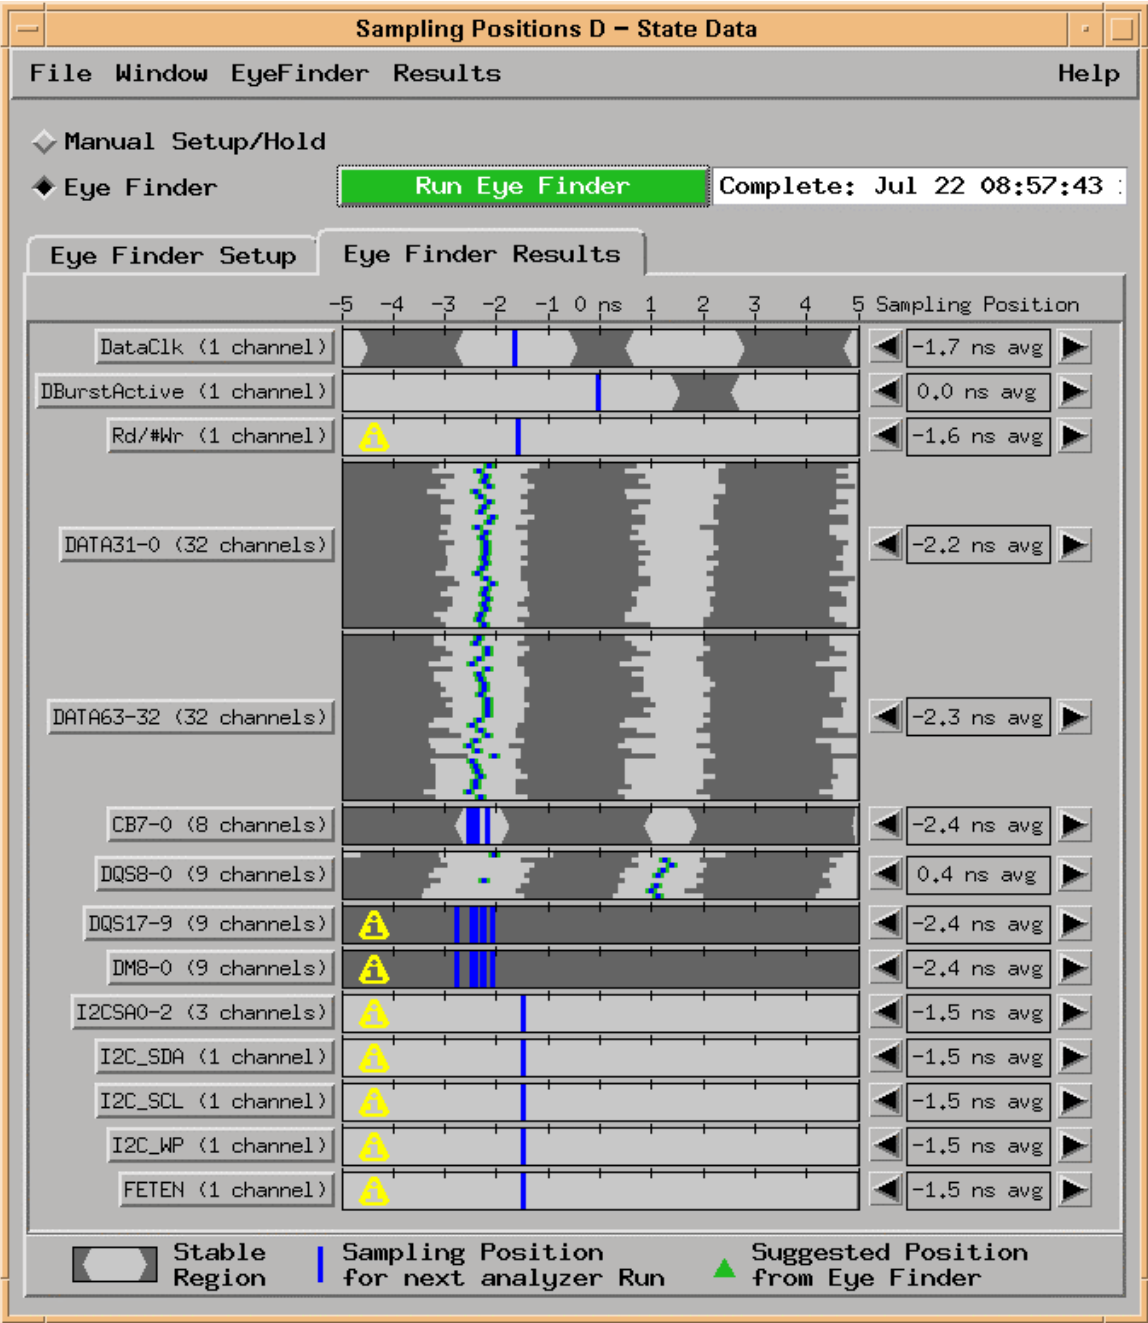 Sampling Positions D – State Data
File Window EyeFinder Results Help
Manual Setup/Hold
Eye Finder Run Eye Finder Complete: Jul 22 08:57:43
Eye Finder Setup Eye Finder Results
-5 -4 -3 -2 -1 0 ns 1 2 3 4 5 Sampling Position
DataClk (1 channel) -1.7 ns avg
DBurstActive (1 channel) 0.0 ns avg
Rd/#Wr (1 channel) -1.6 ns avg
DATA31-0 (32 channels) -2.2 ns avg
DATA63-32 (32 channels) -2.3 ns avg
CB7-0 (8 channels) -2.4 ns avg
DQS8-0 (9 channels) 0.4 ns avg
DQS17-9 (9 channels) -2.4 ns avg
DM8-0 (9 channels) -2.4 ns avg
I2CSA0-2 (3 channels) -1.5 ns avg
I2C_SDA (1 channel) -1.5 ns avg
I2C_SCL (1 channel) -1.5 ns avg
I2C_WP (1 channel) -1.5 ns avg
FETEN (1 channel) -1.5 ns avg
Stable Sampling Position Suggested Position
Region for next analyzer Run from Eye Finder